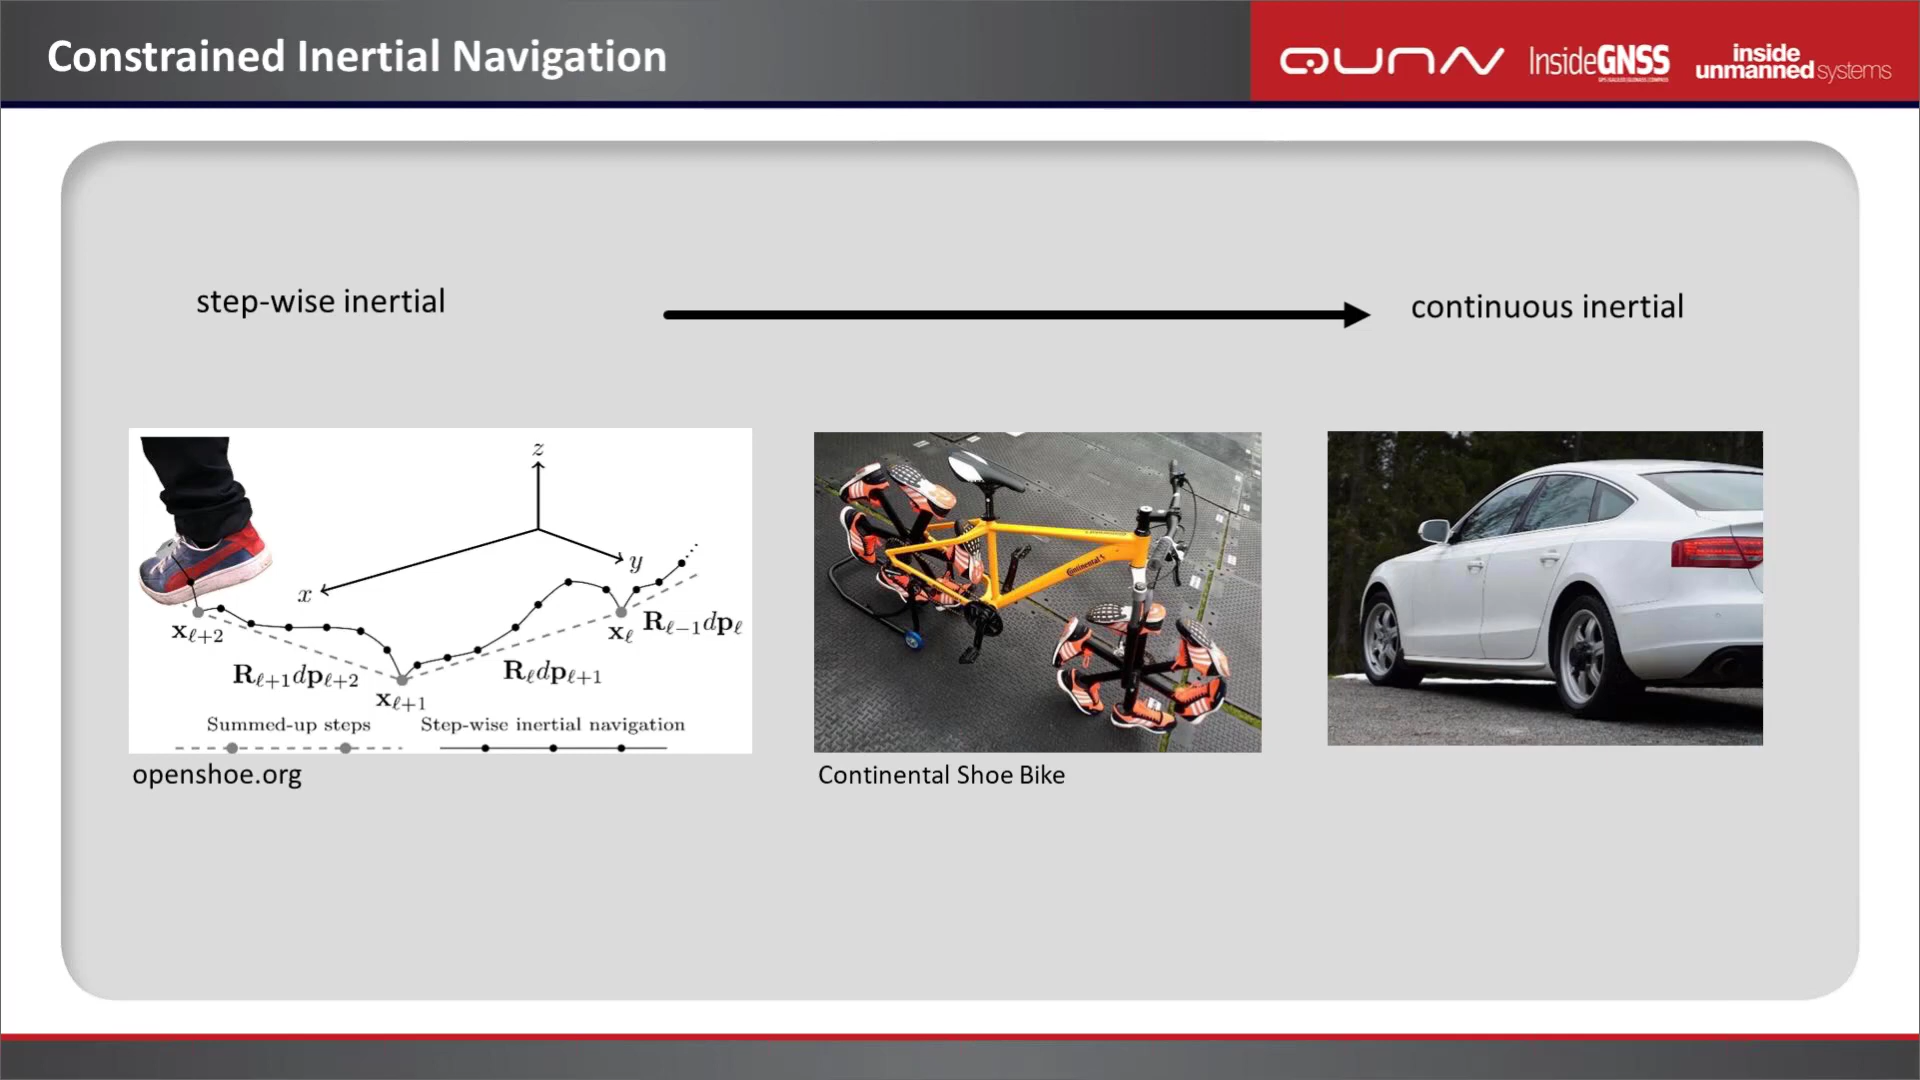 Constrained Inertial Navigation
InsideGNSS
inside
unmanned systems
step-wise inertial
continuous inertial
z
y
x
x_{ℓ+2}
x_ℓ
R_{ℓ−1}dp_ℓ
R_{ℓ+1}dp_{ℓ+2}
R_ℓdp_{ℓ+1}
x_{ℓ+1}
Summed-up steps
Step-wise inertial navigation
Continental
openshoe.org
Continental Shoe Bike